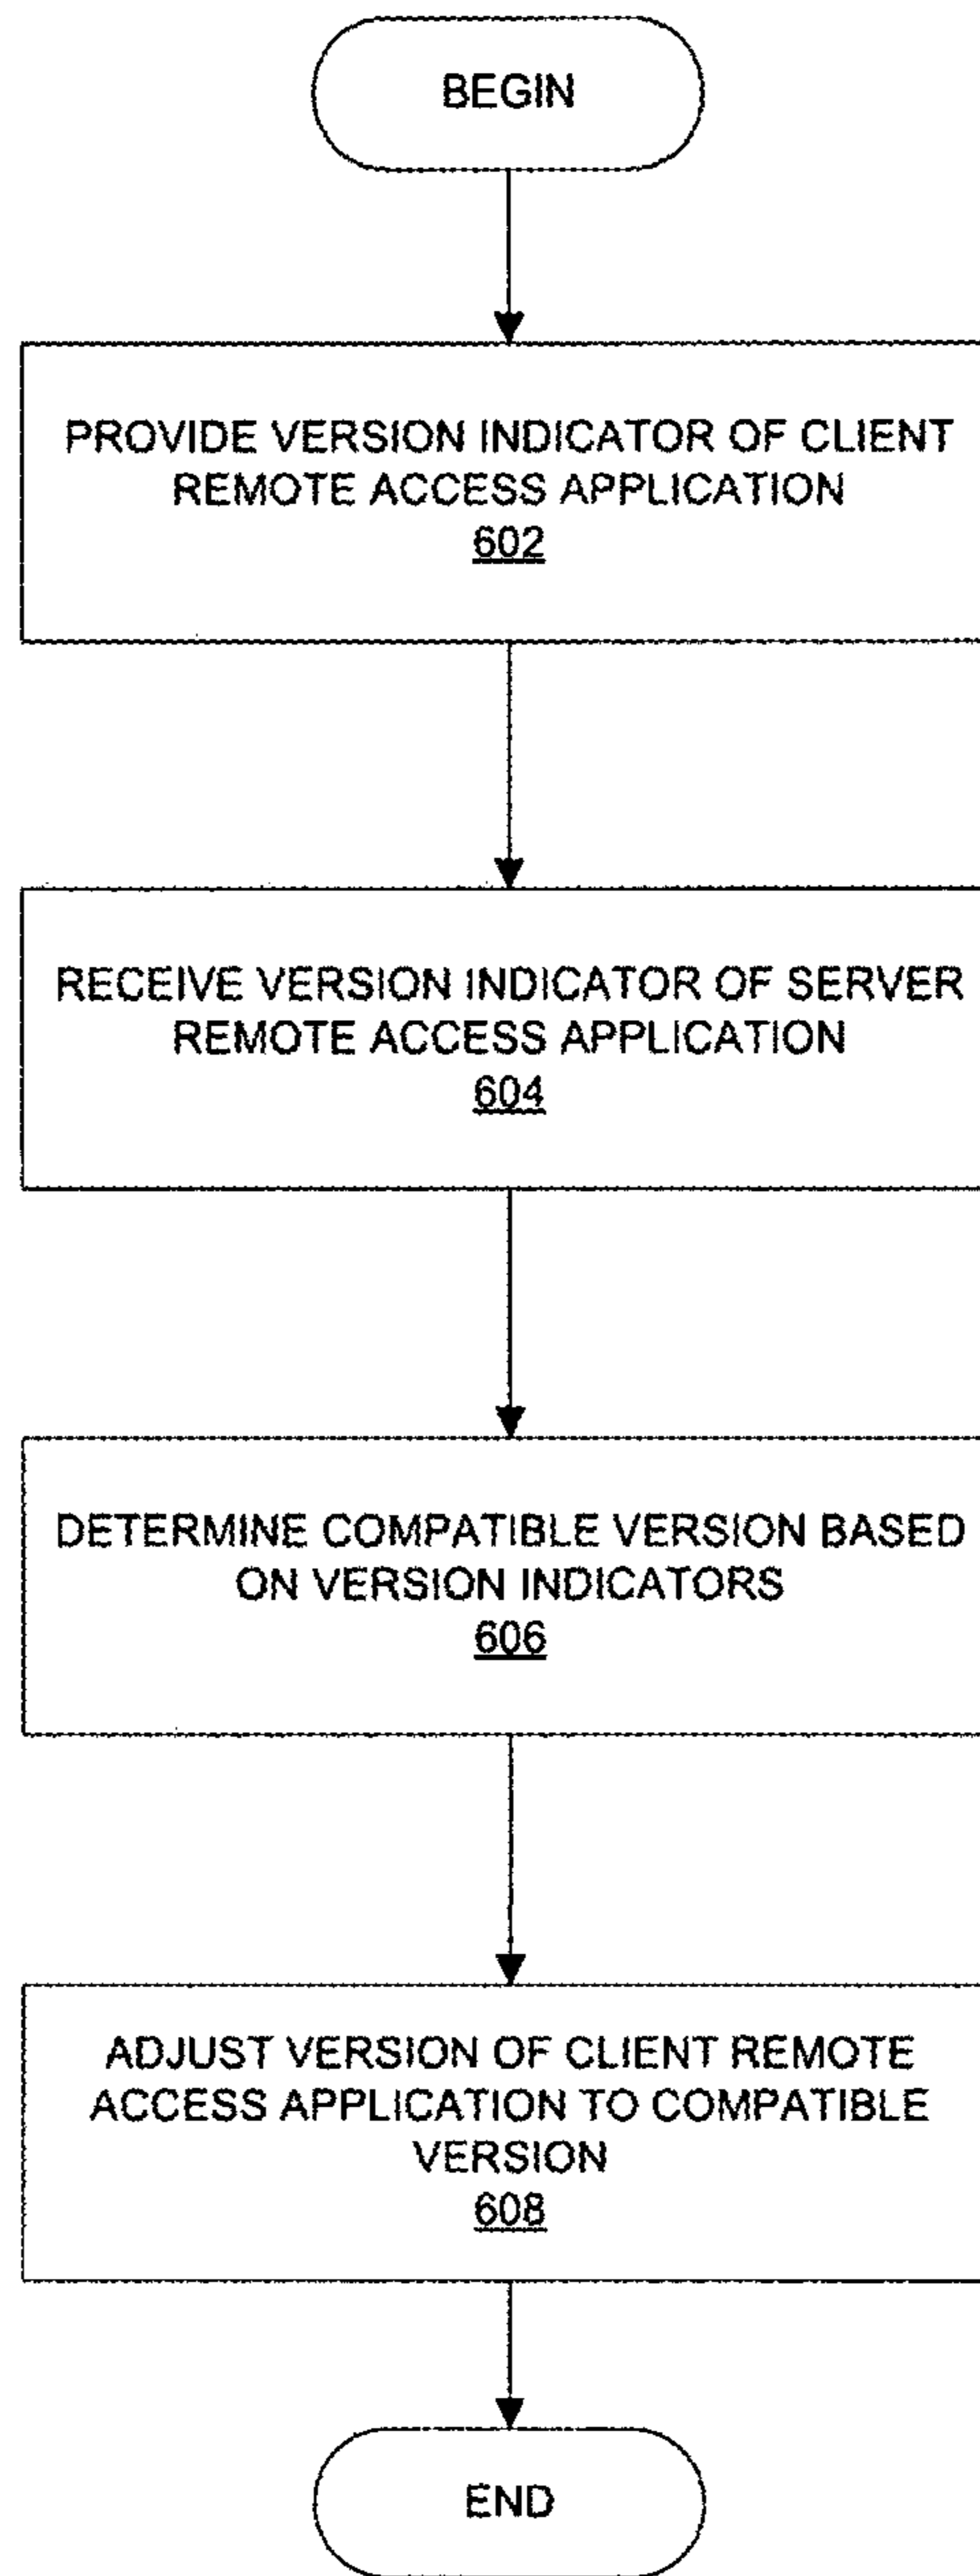 BEGIN
PROVIDE VERSION INDICATOR OF CLIENT
REMOTE ACCESS APPLICATION
602
RECEIVE VERSION INDICATOR OF SERVER
REMOTE ACCESS APPLICATION
604
DETERMINE COMPATIBLE VERSION BASED
ON VERSION INDICATORS
606
ADJUST VERSION OF CLIENT REMOTE
ACCESS APPLICATION TO COMPATIBLE
VERSION
608
END